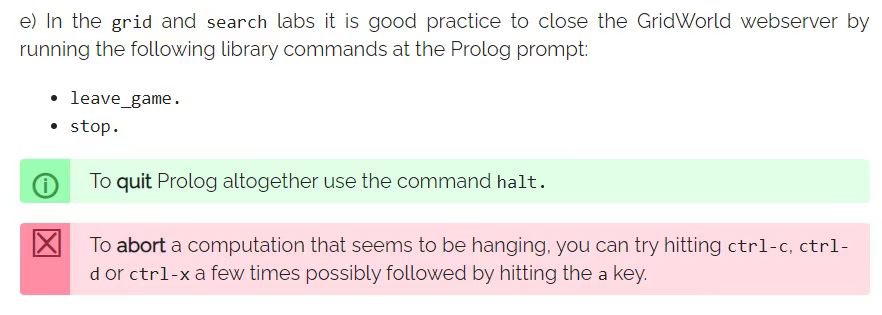 e) In the grid and search labs it is good practice to close the GridWorld webserver by
running the following library commands at the Prolog prompt:
• leave_game.
• stop.
To quit Prolog altogether use the command halt.
To abort a computation that seems to be hanging, you can try hitting ctrl-c, ctrl-
d or ctrl-x a few times possibly followed by hitting the a key.